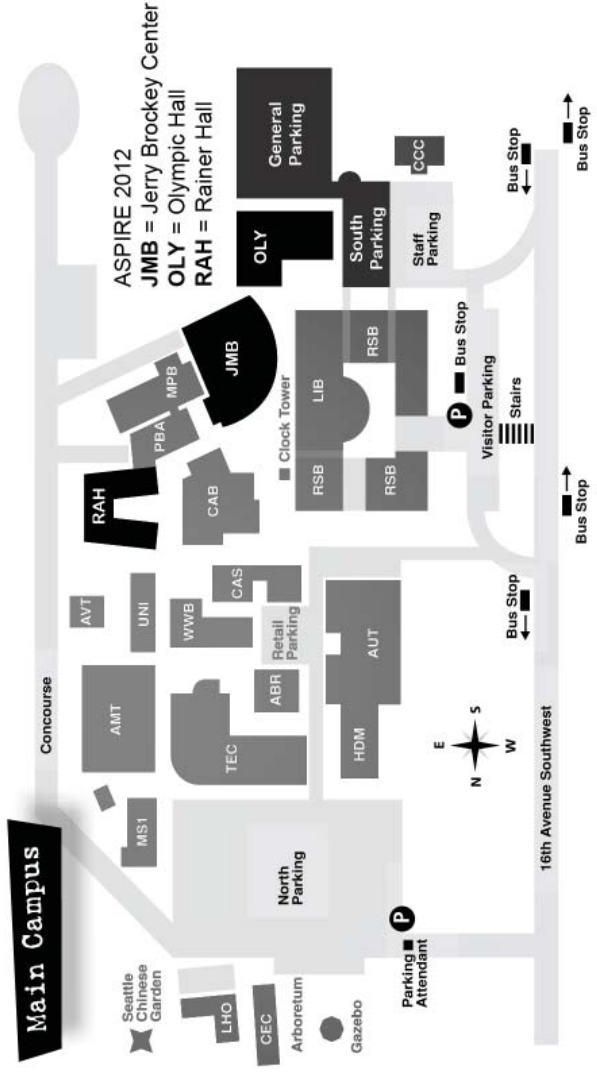 Main Campus
ASPIRE 2012
JMB = Jerry Brockey Center
OLY = Olympic Hall
RAH = Rainer Hall
Concourse
Seattle
Chinese
Garden
LHO
CEC
Arboretum
Gazebo
MS1
AMT
AVT
UNI
RAH
PBA
MPB
JMB
OLY
General
Parking
TEC
WWB
CAS
CAB
Clock Tower
ABR
Retail
Parking
RSB
LIB
RSB
RSB
South
Parking
Staff
Parking
CCC
North
Parking
HDM
AUT
P
Parking
Attendant
P
Bus Stop
Visitor Parking
Stairs
E
N
S
W
Bus Stop
Bus Stop
Bus Stop
Bus Stop
16th Avenue Southwest